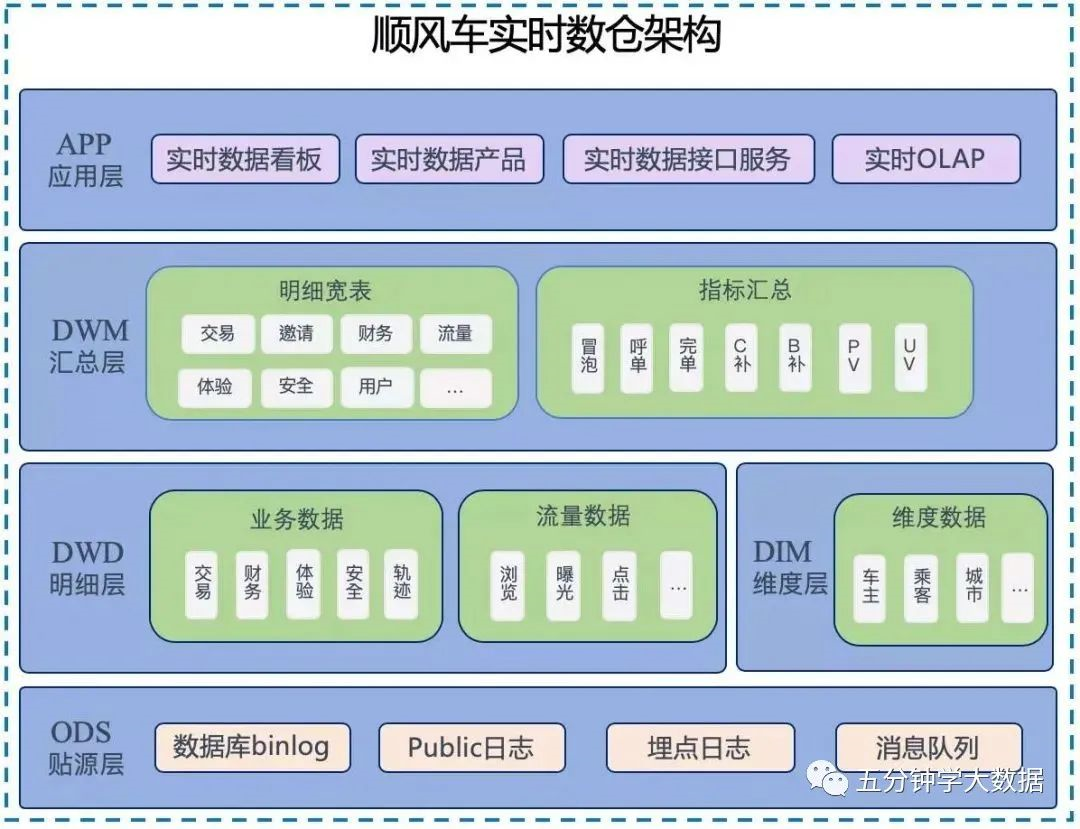 顺风车实时数仓架构
APP
应用层
实时数据看板
实时数据产品
实时数据接口服务
实时OLAP
DWM
汇总层
明细宽表
交易
邀请
财务
流量
体验
安全
用户
...
指标汇总
冒泡
呼单
完单
C补
B补
PV
UV
DWD
明细层
业务数据
交易
财务
体验
安全
轨迹
流量数据
浏览
曝光
点击
...
DIM
维度层
维度数据
车主
乘客
城市
...
ODS
贴源层
数据库binlog
Public日志
埋点日志
消息队列
五分钟学大数据